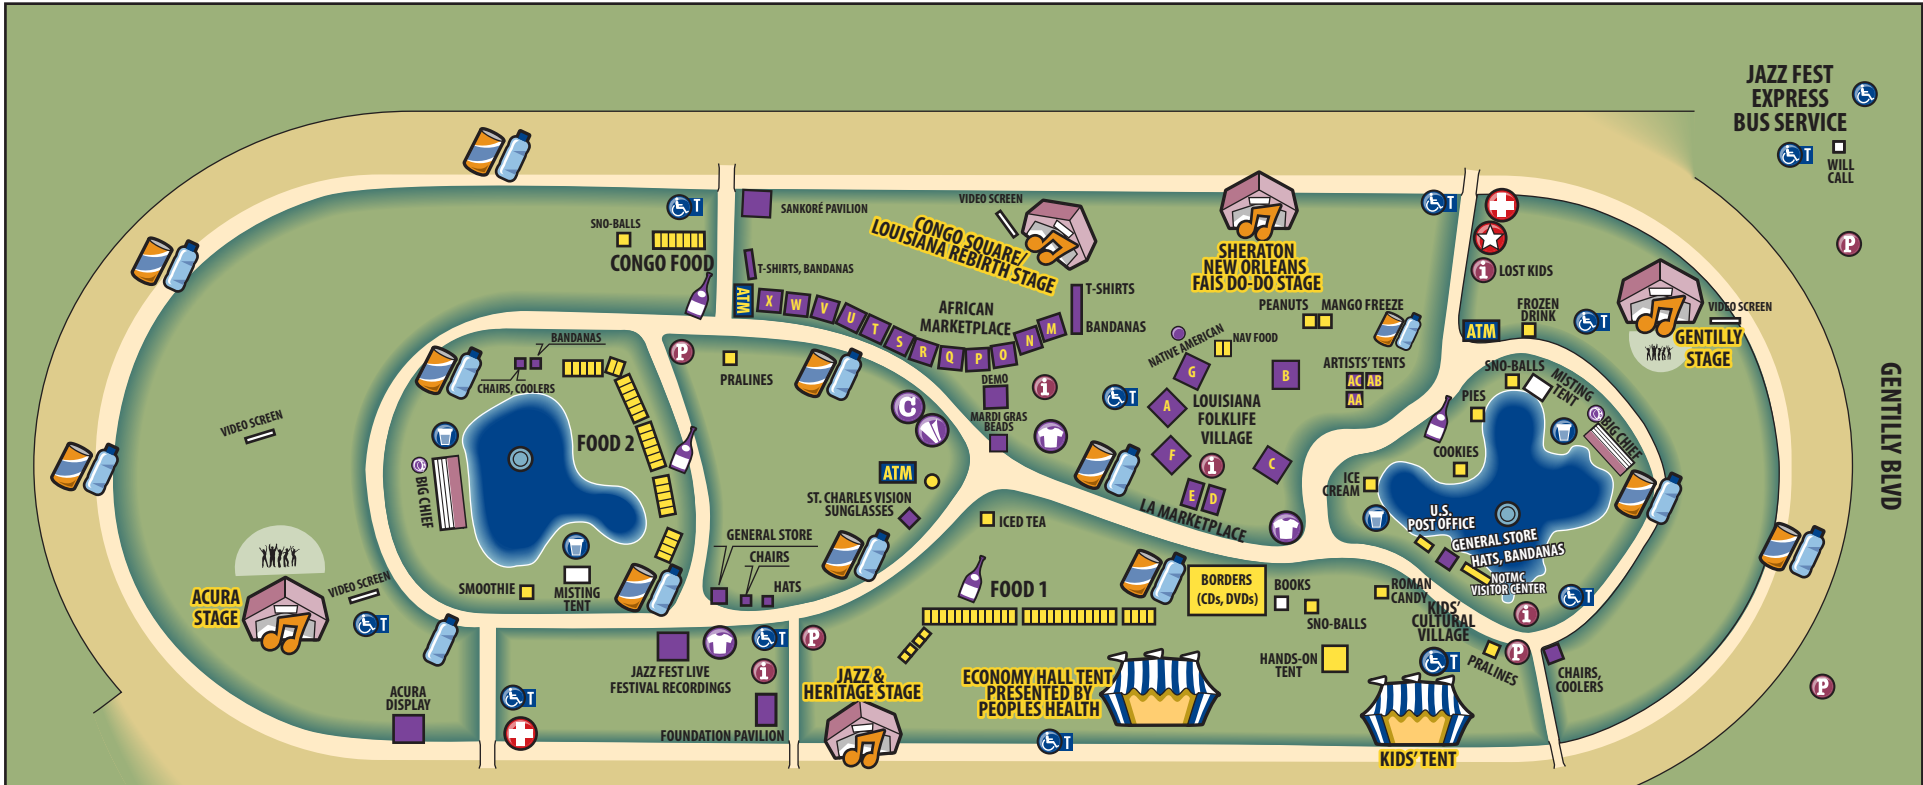 JAZZ FEST
EXPRESS
BUS SERVICE
T
WILL
CALL
P
GENTILLY BLVD
P
T
SANKORÉ PAVILION
SNO-BALLS
CONGO FOOD
T-SHIRTS, BANDANAS
ATM
VIDEO SCREEN
CONGO SQUARE/
LOUISIANA REBIRTH STAGE
X
W
V
U
T
S
R
Q
P
O
N
M
AFRICAN
MARKETPLACE
T-SHIRTS
BANDANAS
SHERATON
NEW ORLEANS
FAIS DO-DO STAGE
PEANUTS
MANGO FREEZE
T
i
LOST KIDS
ATM
FROZEN
DRINK
T
VIDEO SCREEN
GENTILLY
STAGE
BANDANAS
CHAIRS, COOLERS
P
PRALINES
DEMO
i
MARDI GRAS
BEADS
C
NATIVE AMERICAN
NAV FOOD
G
B
ARTISTS' TENTS
AC
AB
AA
T
A
LOUISIANA
FOLKLIFE
VILLAGE
F
i
C
E
D
LA MARKETPLACE
SNO-BALLS
MISTING
TENT
PIES
BIG CHIEF
COOKIES
ICE
CREAM
U.S.
POST OFFICE
GENERAL STORE
HATS, BANDANAS
NOTMC
VISITOR CENTER
T
i
VIDEO SCREEN
FOOD 2
BIG CHIEF
ATM
ST. CHARLES VISION
SUNGLASSES
ICED TEA
GENERAL STORE
CHAIRS
HATS
SMOOTHIE
MISTING
TENT
ACURA
STAGE
VIDEO SCREEN
T
FOOD 1
BORDERS
(CDs, DVDs)
BOOKS
SNO-BALLS
ROMAN
CANDY
KIDS'
CULTURAL
VILLAGE
HANDS-ON
TENT
T
PRALINES
P
CHAIRS,
COOLERS
P
JAZZ FEST LIVE
FESTIVAL RECORDINGS
T
P
i
FOUNDATION PAVILION
ACURA
DISPLAY
T
JAZZ &
HERITAGE STAGE
ECONOMY HALL TENT
PRESENTED BY
PEOPLES HEALTH
T
KIDS' TENT